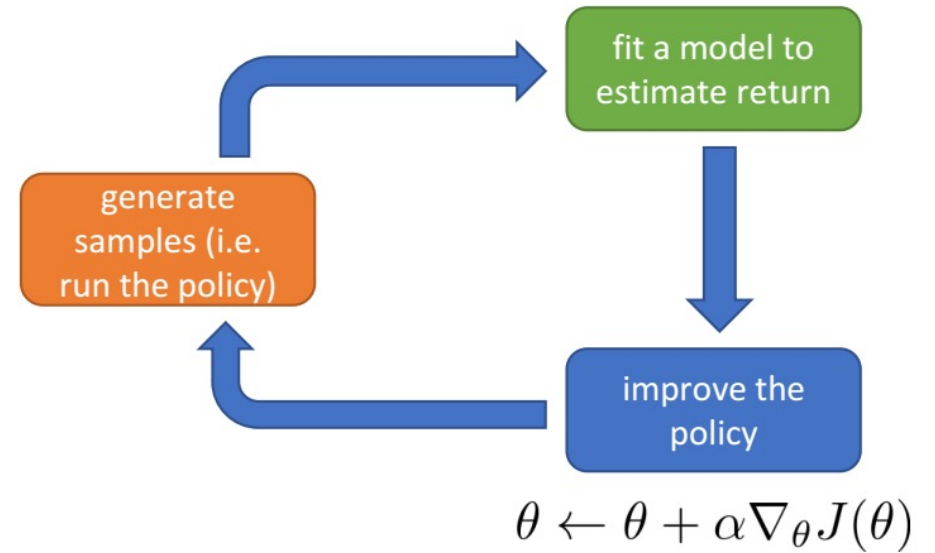 fit a model to
estimate return
generate
samples (i.e.
run the policy)
improve the
policy
θ ← θ + α∇θJ(θ)